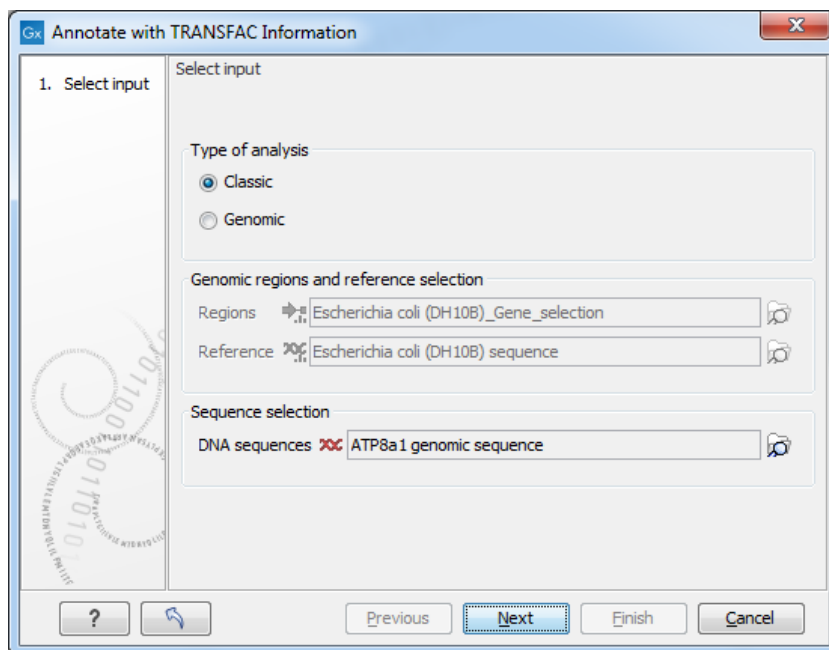 Gx Annotate with TRANSFAC Information
1. Select input
Select input
Type of analysis
Classic
Genomic
Genomic regions and reference selection
Regions Escherichia coli (DH10B)_Gene_selection
Reference Escherichia coli (DH10B) sequence
Sequence selection
DNA sequences ATP8a1 genomic sequence
? Previous Next Finish Cancel